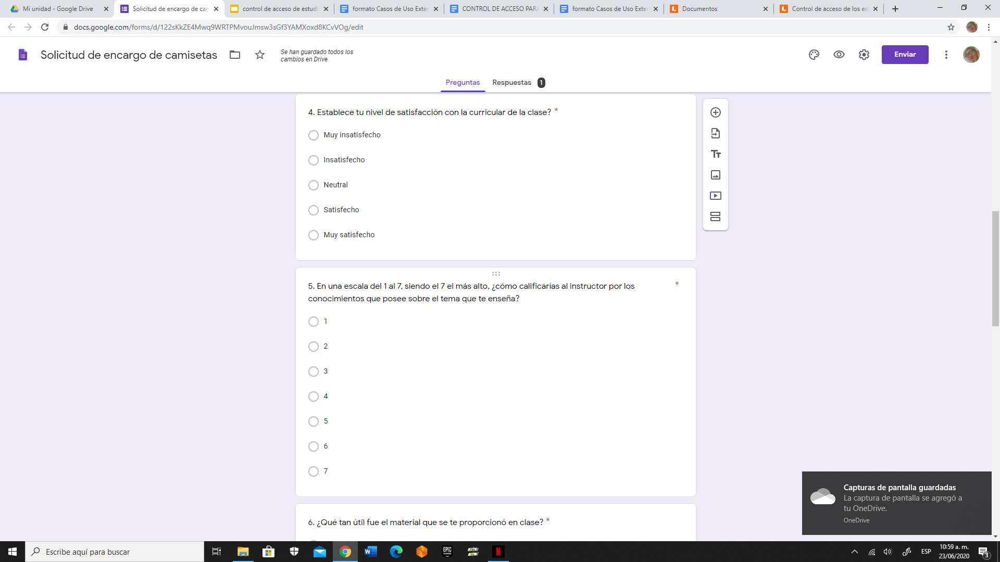 Mi unidad - Google Drive
Solicitud de encargo de can
control de acceso de estudi
formato Casos de Uso Exter
CONTROL DE ACCESO PARA
formato Casos de Uso Exter
Documentos
Control de acceso de los es
docs.google.com/forms/d/122sKkZE4Mwq9WRTPMvouJmsw3sGf3YAMXoxd8KCvVOg/edit
Solicitud de encargo de camisetas
Se han guardado todos los
cambios en Drive
Enviar
Preguntas
Respuestas
1
4. Establece tu nivel de satisfacción con la curricular de la clase? *
Muy insatisfecho
Insatisfecho
Neutral
Satisfecho
Muy satisfecho
5. En una escala del 1 al 7, siendo el 7 el más alto, ¿cómo calificarías al instructor por los *
conocimientos que posee sobre el tema que te enseña?
1
2
3
4
5
6
7
6. ¿Qué tan útil fue el material que se te proporcionó en clase? *
Capturas de pantalla guardadas
La captura de pantalla se agregó a
tu OneDrive.
OneDrive
Escribe aquí para buscar
EPIC
GAMES
ESP
10:59 a. m.
23/06/2020
3